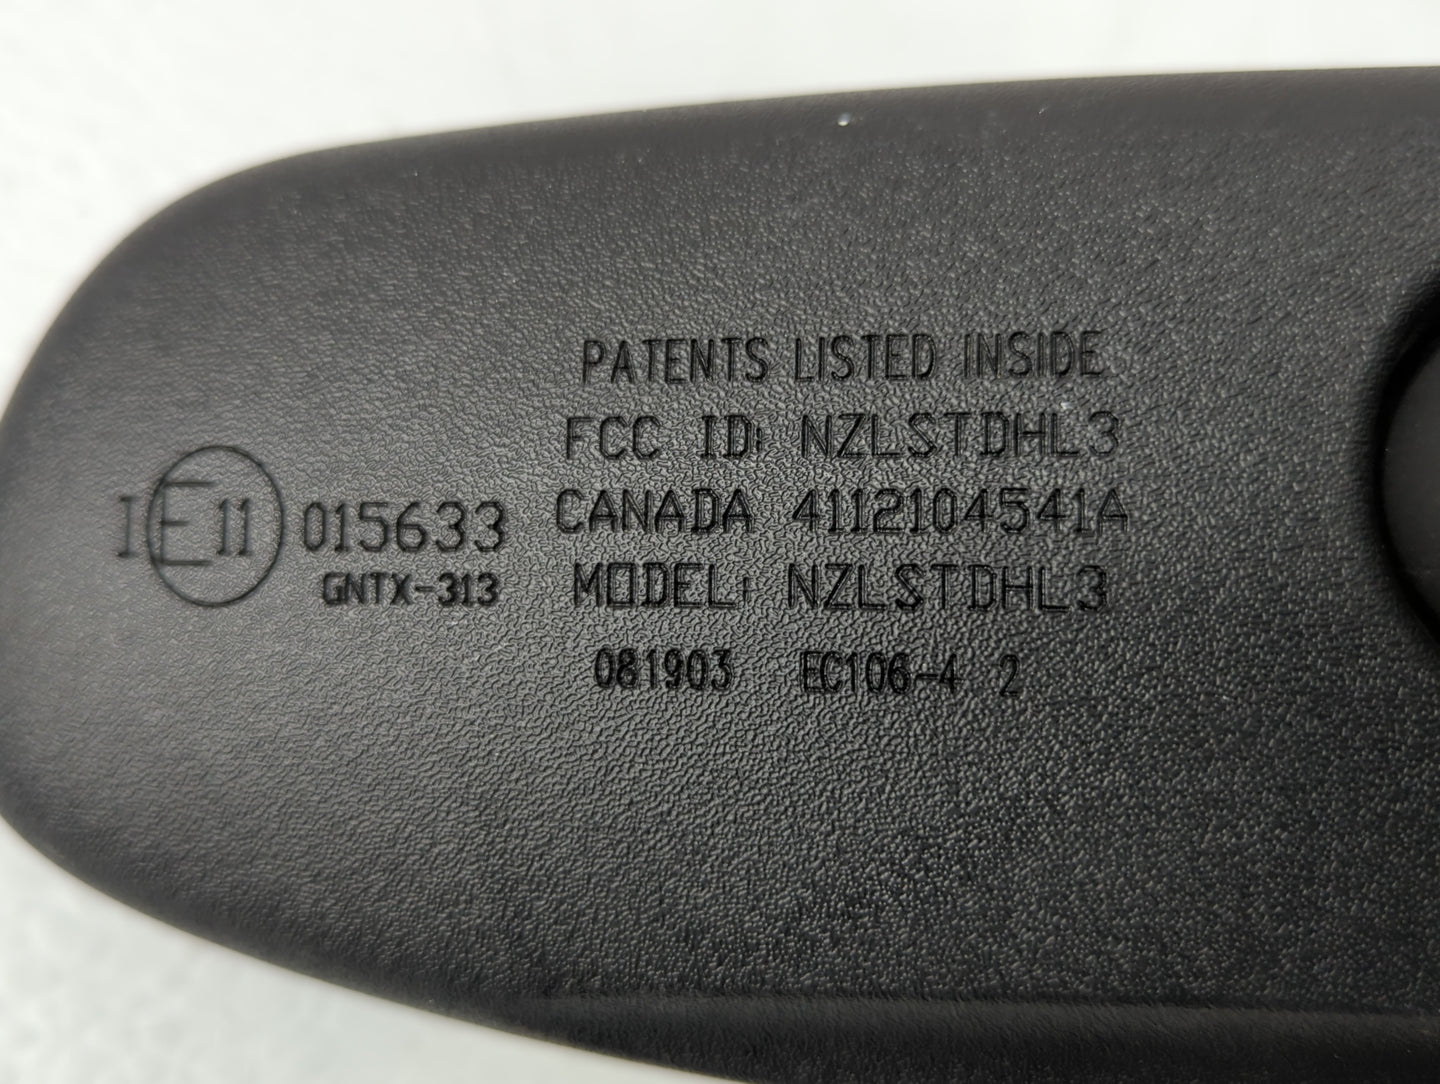 PATENTS LISTED INSIDE
FCC ID: NZLSTDHL3
I E11 015633 CANADA 4112104541A
GNTX-313 MODEL: NZLSTDHL3
081903 EC106-4 2